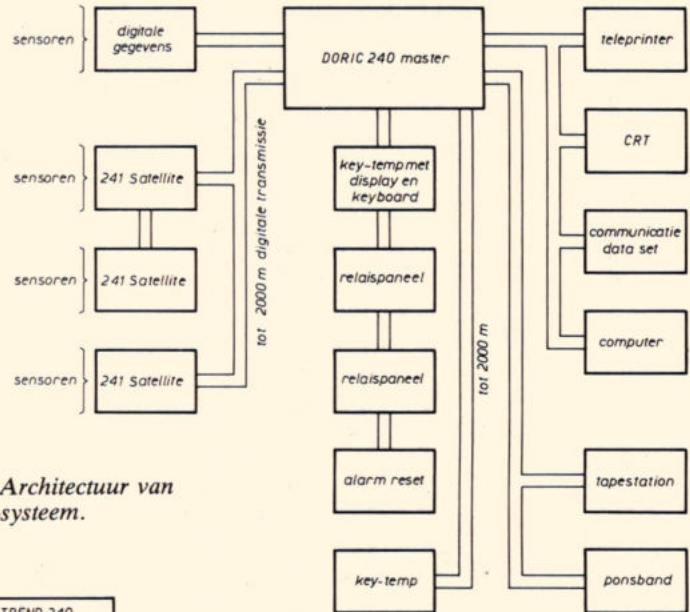 sensoren
digitale
gegevens
DORIC 240 master
teleprinter
CRT
sensoren
241 Satellite
key-temp met
display en
keyboard
communicatie
data set
sensoren
241 Satellite
tot 2000 m digitale transmissie
relaispaneel
computer
sensoren
241 Satellite
relaispaneel
tot 2000 m
Architectuur van
systeem.
alarm reset
tapestation
key-temp
ponsband
TREND 240